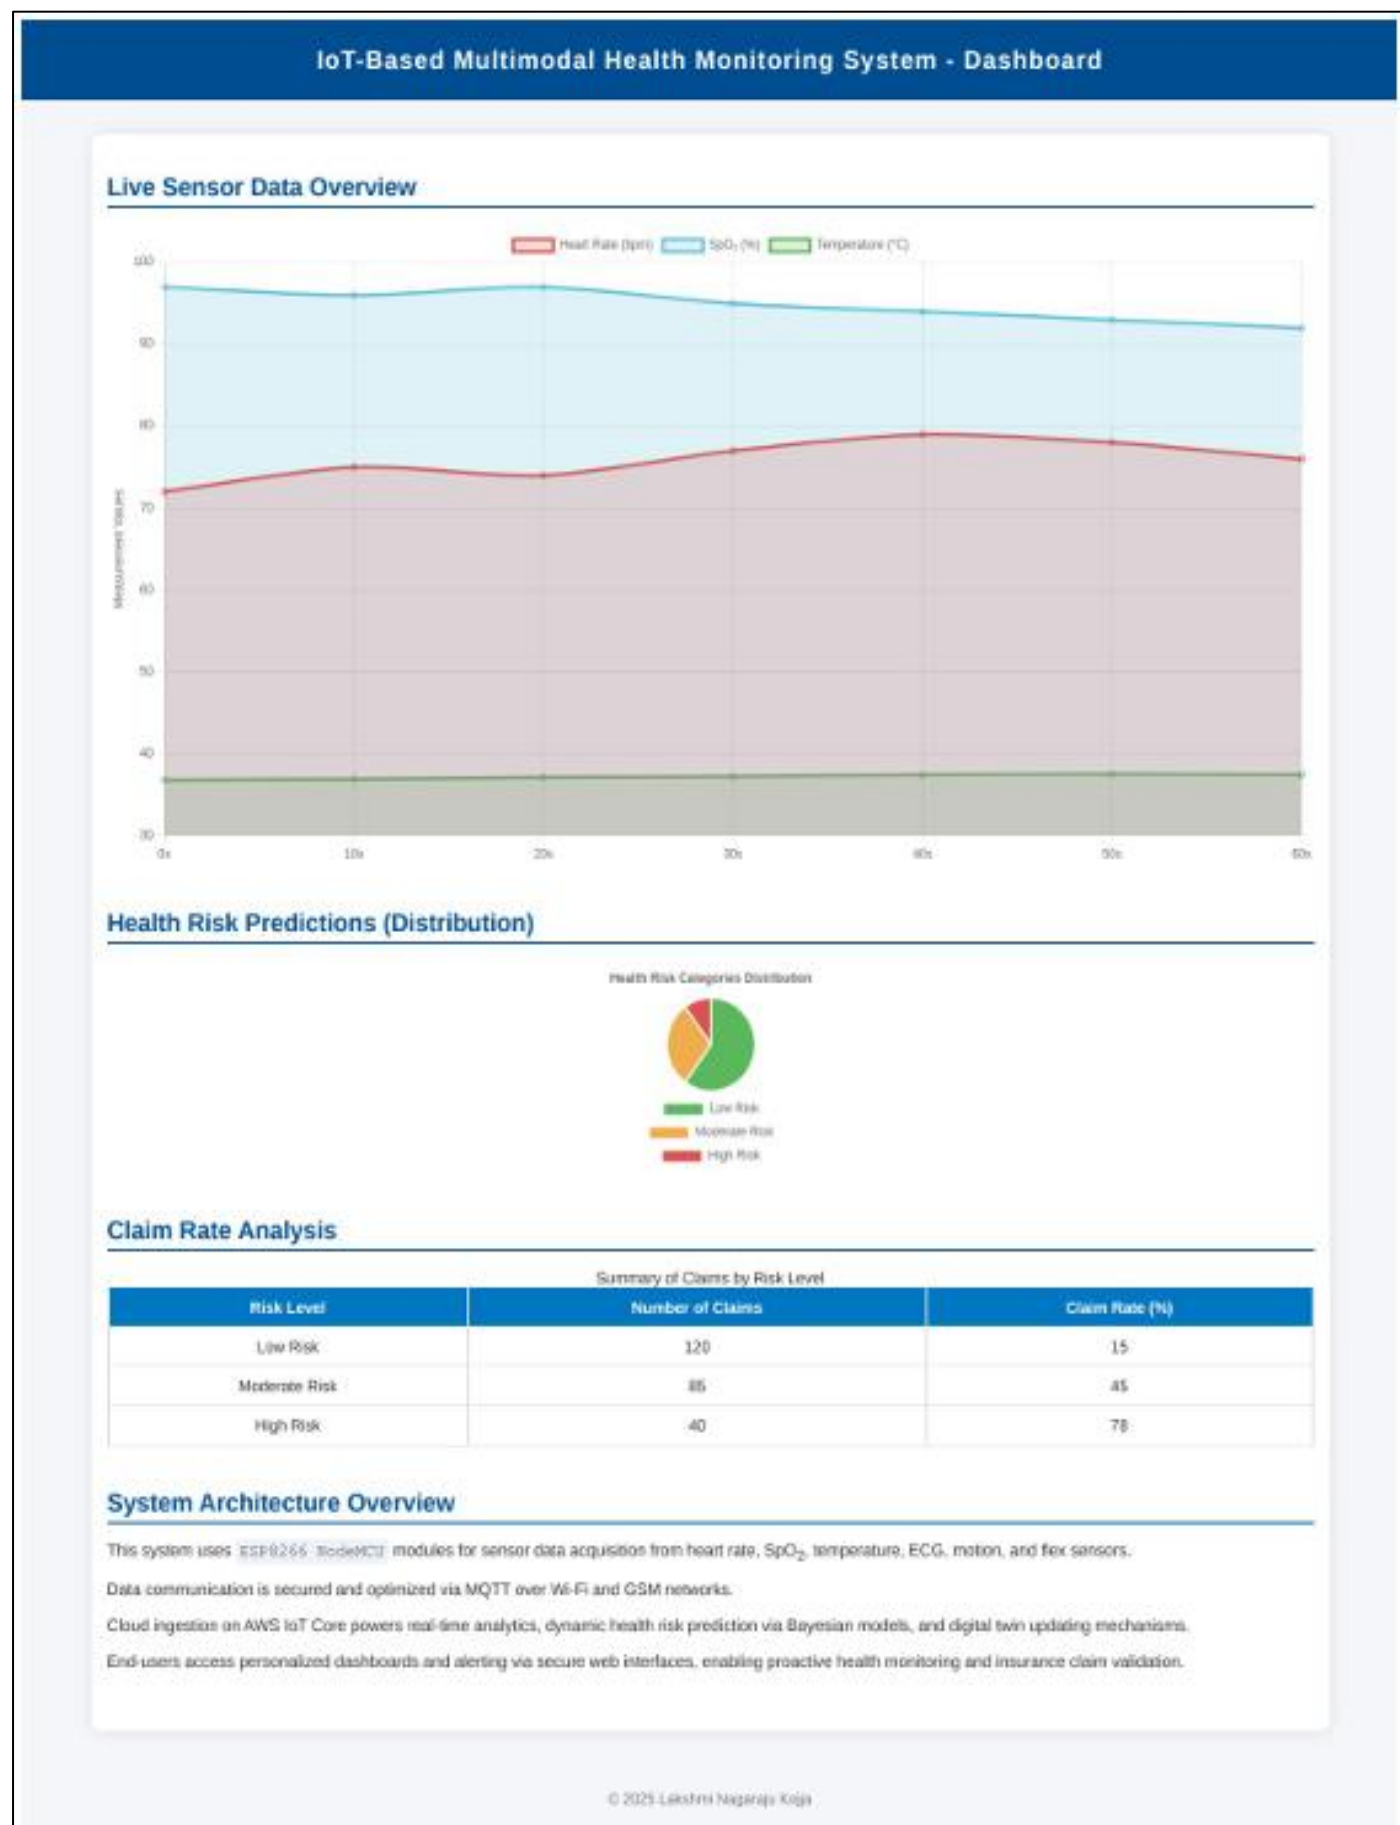 IoT-Based Multimodal Health Monitoring System - Dashboard
Live Sensor Data Overview
Heart Rate (bpm) SpO₂ (%) Temperature (°C)
100
90
80
70
60
50
40
30
Measurement Values
0s 10s 20s 30s 40s 50s 60s
Health Risk Predictions (Distribution)
Health Risk Categories Distribution
Low Risk
Moderate Risk
High Risk
Claim Rate Analysis
Summary of Claims by Risk Level
Risk Level Number of Claims Claim Rate (%)
Low Risk 120 15
Moderate Risk 85 45
High Risk 40 78
System Architecture Overview
This system uses ESP8266 NodeMCU modules for sensor data acquisition from heart rate, SpO₂, temperature, ECG, motion, and flex sensors.
Data communication is secured and optimized via MQTT over Wi-Fi and GSM networks.
Cloud ingestion on AWS IoT Core powers real-time analytics, dynamic health risk prediction via Bayesian models, and digital twin updating mechanisms.
End-users access personalized dashboards and alerting via secure web interfaces, enabling proactive health monitoring and insurance claim validation.
© 2025 Lakshmi Nagaraju